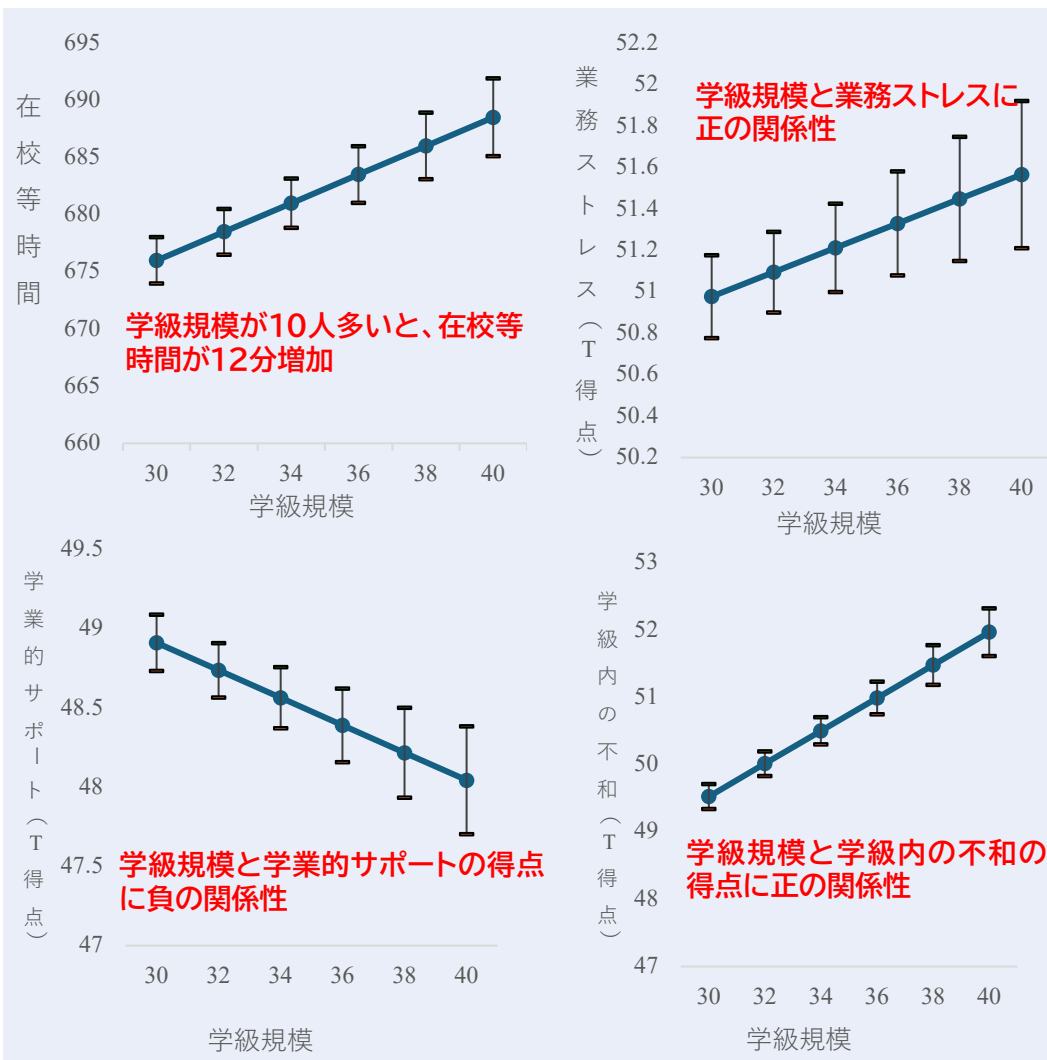 695
690
685
680
675
670
665
660
在校等時間
学級規模が10人多いと、在校等
時間が12分増加
30 32 34 36 38 40
学級規模
52.2
52
51.8
51.6
51.4
51.2
51
50.8
50.6
50.4
50.2
業務ストレス（T得点）
学級規模と業務ストレスに
正の関係性
30 32 34 36 38 40
学級規模
49.5
49
48.5
48
47.5
47
学業的サポート（T得点）
学級規模と学業的サポートの得点
に負の関係性
30 32 34 36 38 40
学級規模
53
52
51
50
49
48
47
学級内の不和（T得点）
学級規模と学級内の不和の
得点に正の関係性
30 32 34 36 38 40
学級規模